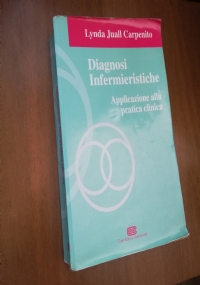 Lynda Juall Carpenito
Diagnosi
Infermieristiche
Applicazione alla
pratica clinica